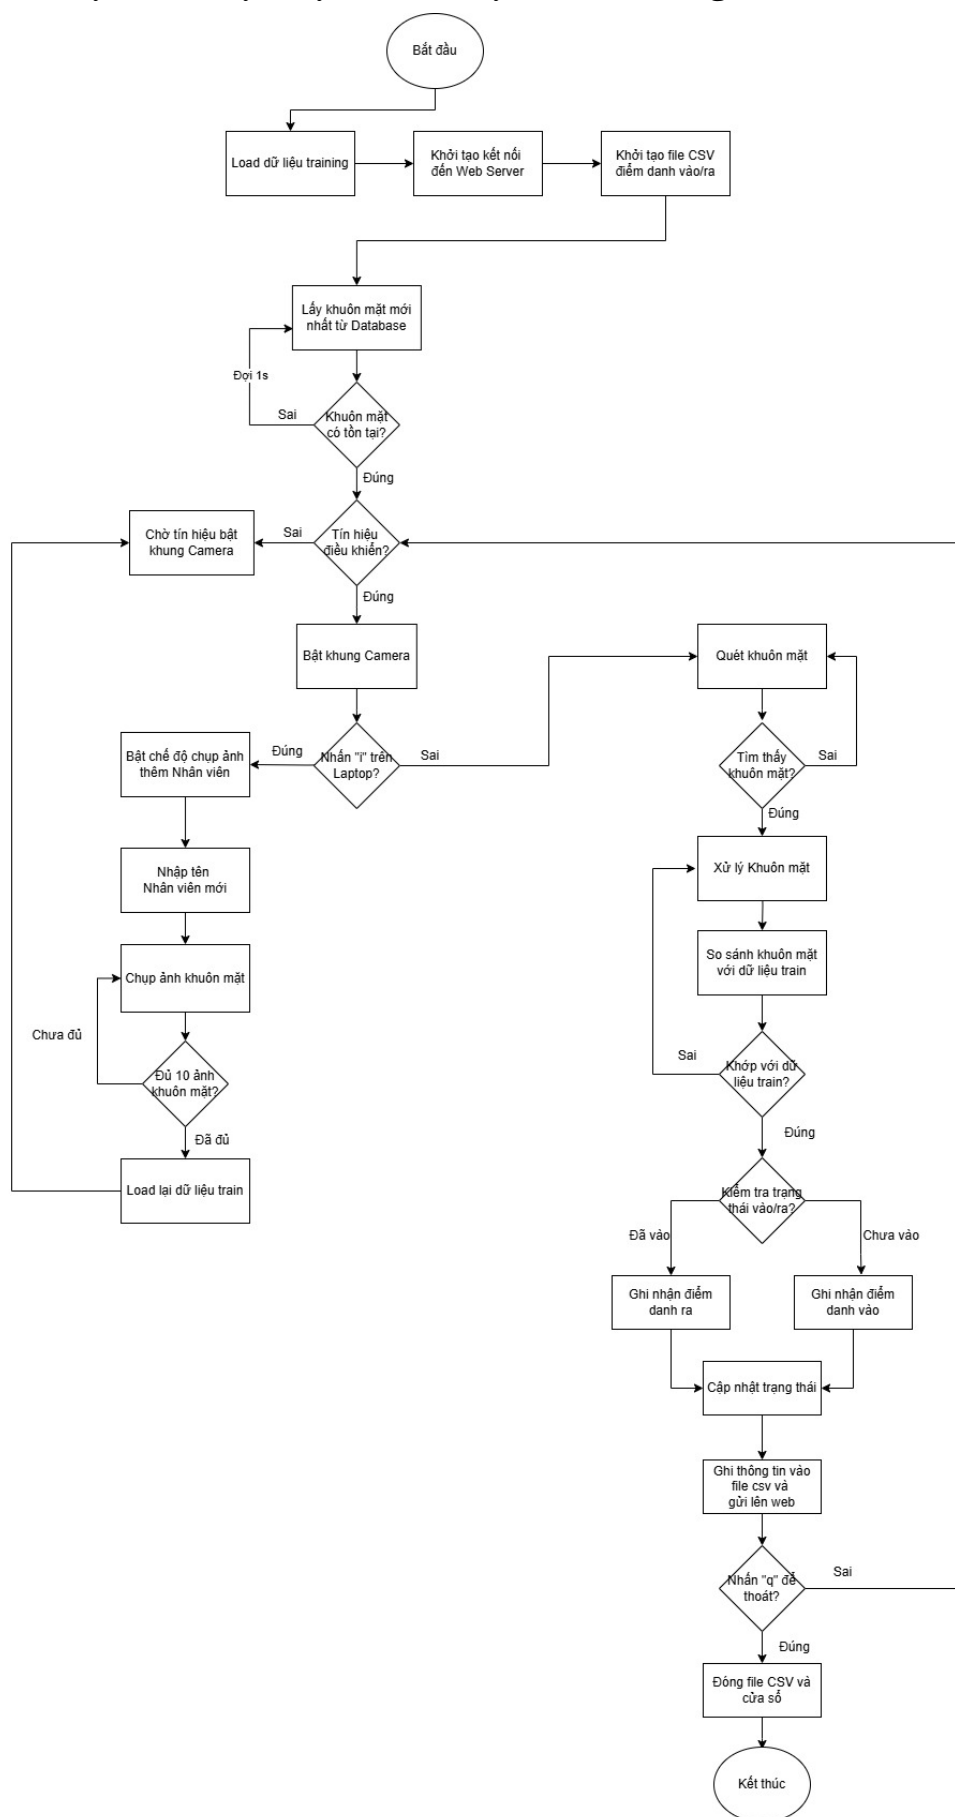 Bắt đầu
Load dữ liệu training
Khởi tạo kết nối
đến Web Server
Khởi tạo file CSV
điểm danh vào/ra
Lấy khuôn mặt mới
nhất từ Database
Đợi 1s
Sai
Khuôn mặt
có tồn tại?
Đúng
Chờ tín hiệu bật
khung Camera
Sai
Tín hiệu
điều khiển?
Đúng
Bật khung Camera
Quét khuôn mặt
Bật chế độ chụp ảnh
thêm Nhân viên
Đúng
Nhấn "i" trên
Laptop?
Sai
Tìm thấy
khuôn mặt?
Sai
Đúng
Nhập tên
Nhân viên mới
Xử lý Khuôn mặt
Chụp ảnh khuôn mặt
So sánh khuôn mặt
với dữ liệu train
Chưa đủ
Đủ 10 ảnh
khuôn mặt?
Sai
Khớp với dữ
liệu train?
Đã đủ
Đúng
Load lại dữ liệu train
Kiểm tra trạng
thái vào/ra?
Đã vào
Chưa vào
Ghi nhận điểm
danh ra
Ghi nhận điểm
danh vào
Cập nhật trạng thái
Ghi thông tin vào
file csv và
gửi lên web
Nhấn "q" để
thoát?
Sai
Đúng
Đóng file CSV và
cửa sổ
Kết thúc